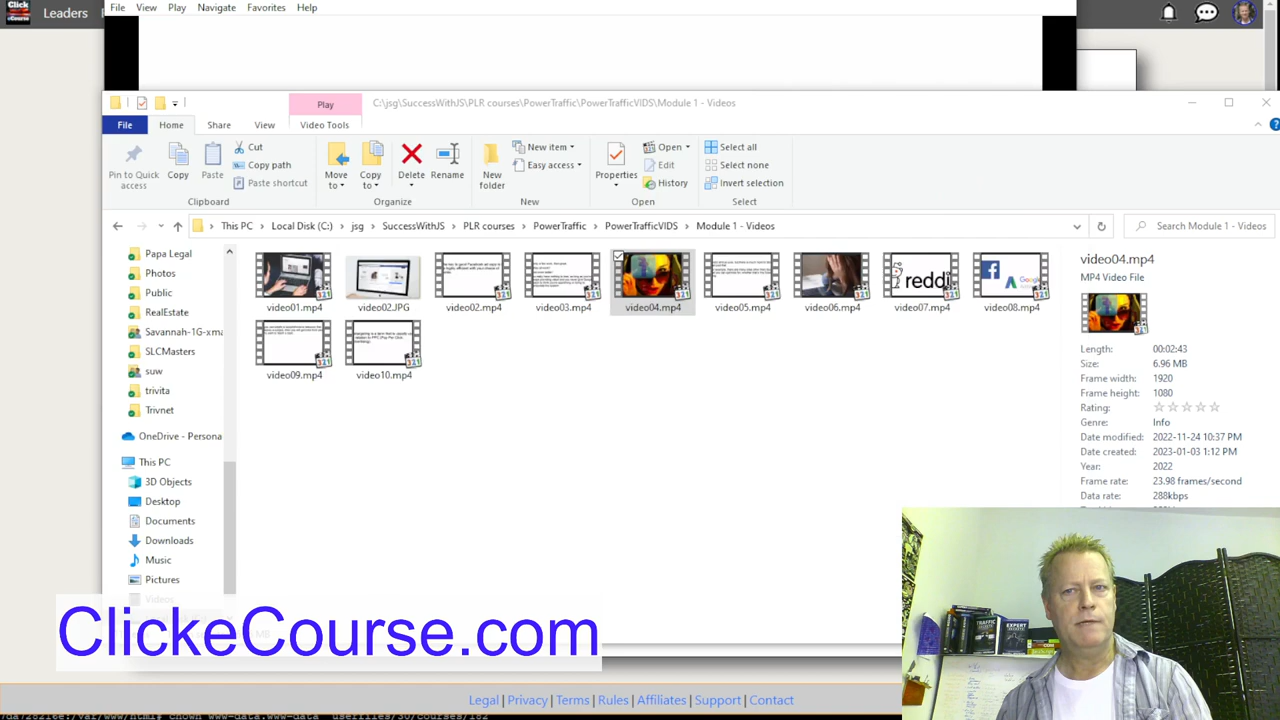 Click
eCourse
Leaders
File View Play Navigate Favorites Help
Play
C:\jsg\SuccessWithJS\PLR courses\PowerTraffic\PowerTrafficVIDS\Module 1 - Videos
File Home Share View Video Tools
Pin to Quick access
Copy
Paste
Cut
Copy path
Paste shortcut
Clipboard
Move to
Copy to
Delete
Rename
Organize
New folder
New item
Easy access
New
Properties
Open
Edit
History
Open
Select all
Select none
Invert selection
Select
This PC > Local Disk (C:) > jsg > SuccessWithJS > PLR courses > PowerTraffic > PowerTrafficVIDS > Module 1 - Videos
Search Module 1 - Videos
Papa Legal
Photos
Public
RealEstate
Savannah-1G-xma
SLCMasters
suw
trivita
Trivnet
OneDrive - Persona
This PC
3D Objects
Desktop
Documents
Downloads
Music
Pictures
Videos
reddi
Google
video01.mp4 video02.JPG video02.mp4 video03.mp4 video04.mp4 video05.mp4 video06.mp4 video07.mp4 video08.mp4
video09.mp4 video10.mp4
video04.mp4
MP4 Video File
Length: 00:02:43
Size: 6.96 MB
Frame width: 1920
Frame height: 1080
Rating:
Genre: Info
Date modified: 2022-11-24 10:37 PM
Date created: 2023-01-03 1:12 PM
Year: 2022
Frame rate: 23.98 frames/second
Data rate: 288kbps
ClickeCourse.com
TRAFFIC
EXPERT
Legal | Privacy | Terms | Rules | Affiliates | Support | Contact